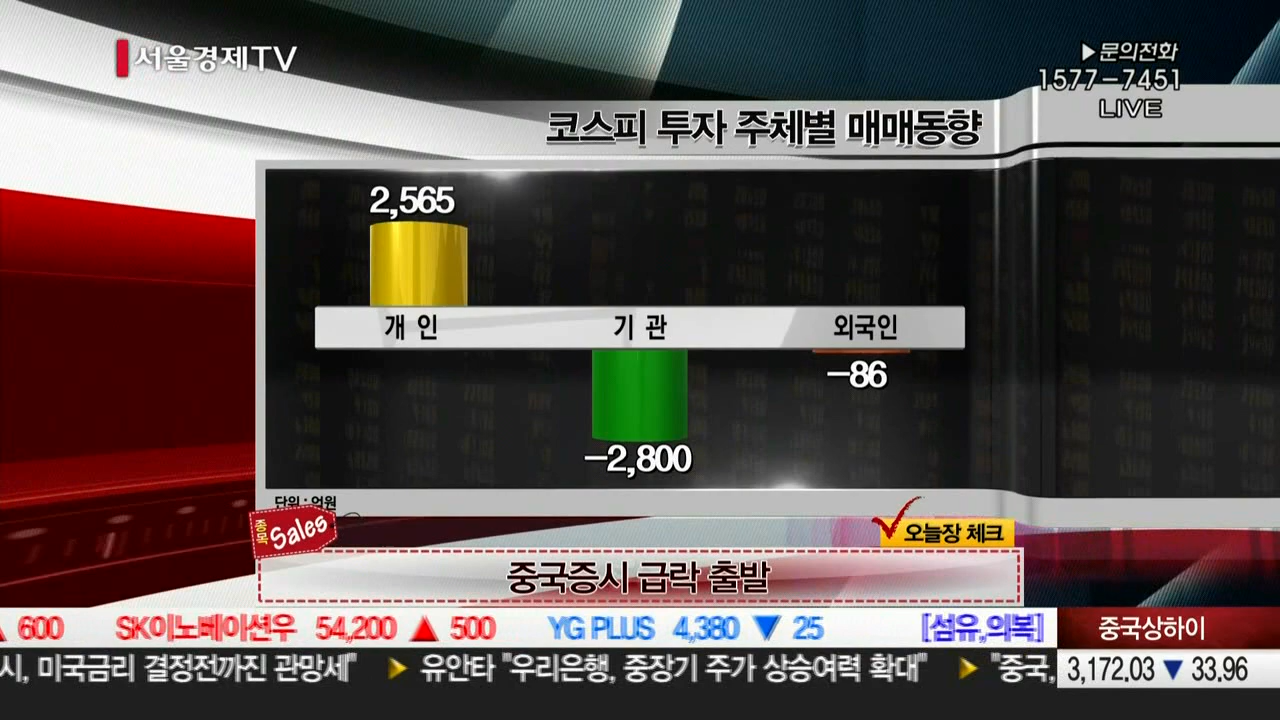 서울경제TV
▶문의전화
1577-7451
LIVE
코스피 투자 주체별 매매동향
2,565
개 인
기 관
외국인
-86
-2,800
단위 : 억원
종목 Sales
오늘장 체크
중국증시 급락 출발
▲ 600 SK이노베이션우 54,200 ▲ 500 YG PLUS 4,380 ▼ 25 [섬유,의복]
중국상하이
시, 미국금리 결정전까진 관망세" ▶ 유안타 "우리은행, 중장기 주가 상승여력 확대" ▶ "중국,
3,172.03 ▼ 33.96